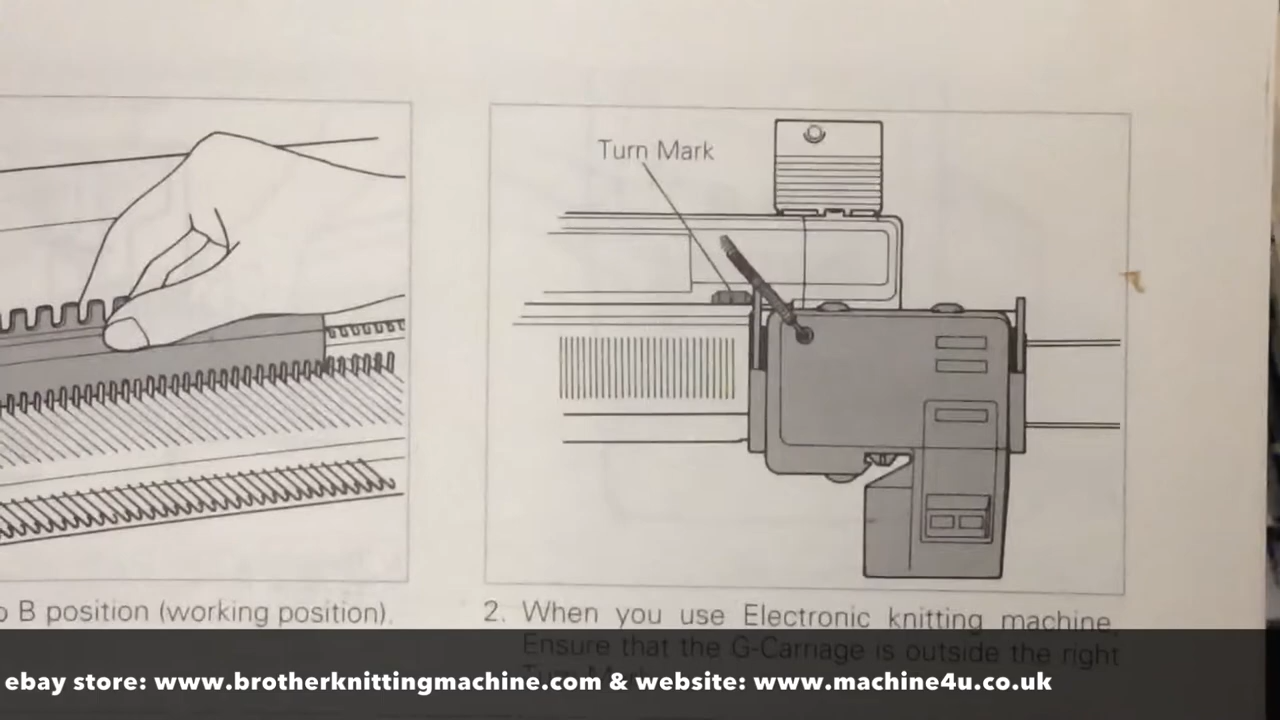 Turn Mark
B position (working position).
2. When you use Electronic knitting machine,
Ensure that the G-Carriage is outside the right
ebay store: www.brotherknittingmachine.com & website: www.machine4u.co.uk